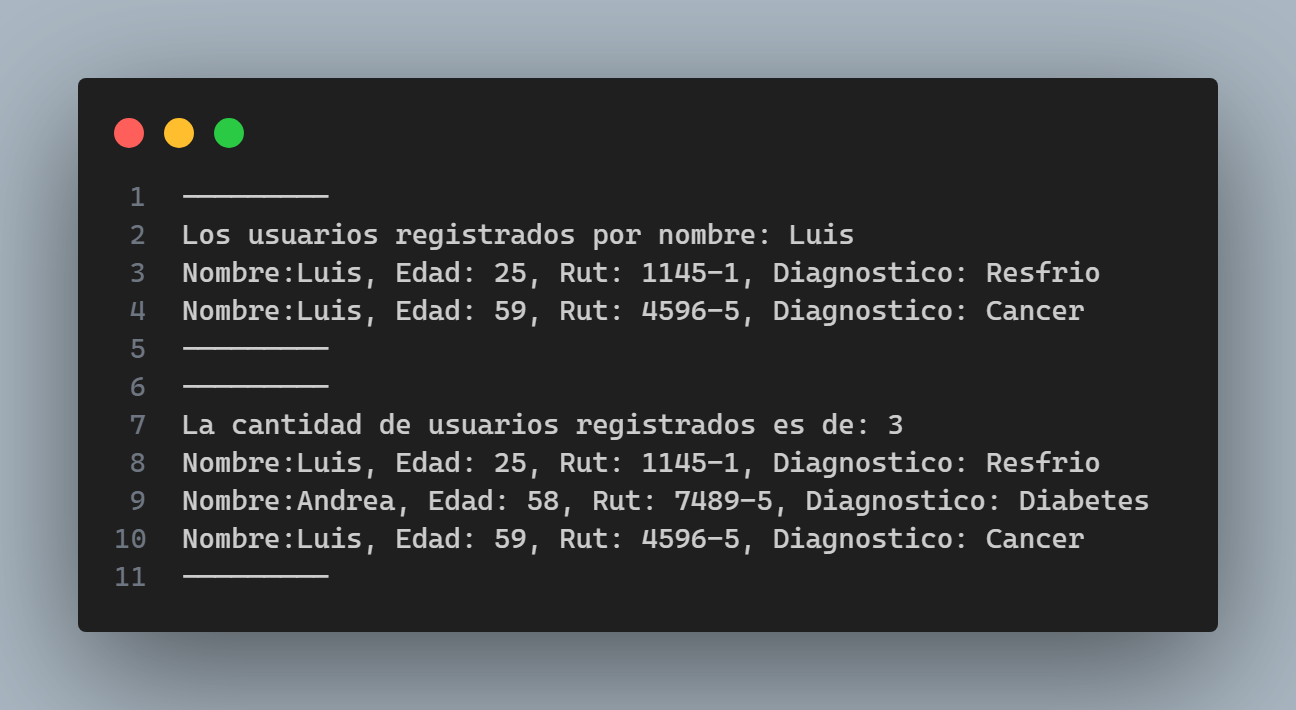 1 ---------
2 Los usuarios registrados por nombre: Luis
3 Nombre:Luis, Edad: 25, Rut: 1145-1, Diagnostico: Resfrio
4 Nombre:Luis, Edad: 59, Rut: 4596-5, Diagnostico: Cancer
5 ---------
6 ---------
7 La cantidad de usuarios registrados es de: 3
8 Nombre:Luis, Edad: 25, Rut: 1145-1, Diagnostico: Resfrio
9 Nombre:Andrea, Edad: 58, Rut: 7489-5, Diagnostico: Diabetes
10 Nombre:Luis, Edad: 59, Rut: 4596-5, Diagnostico: Cancer
11 ---------